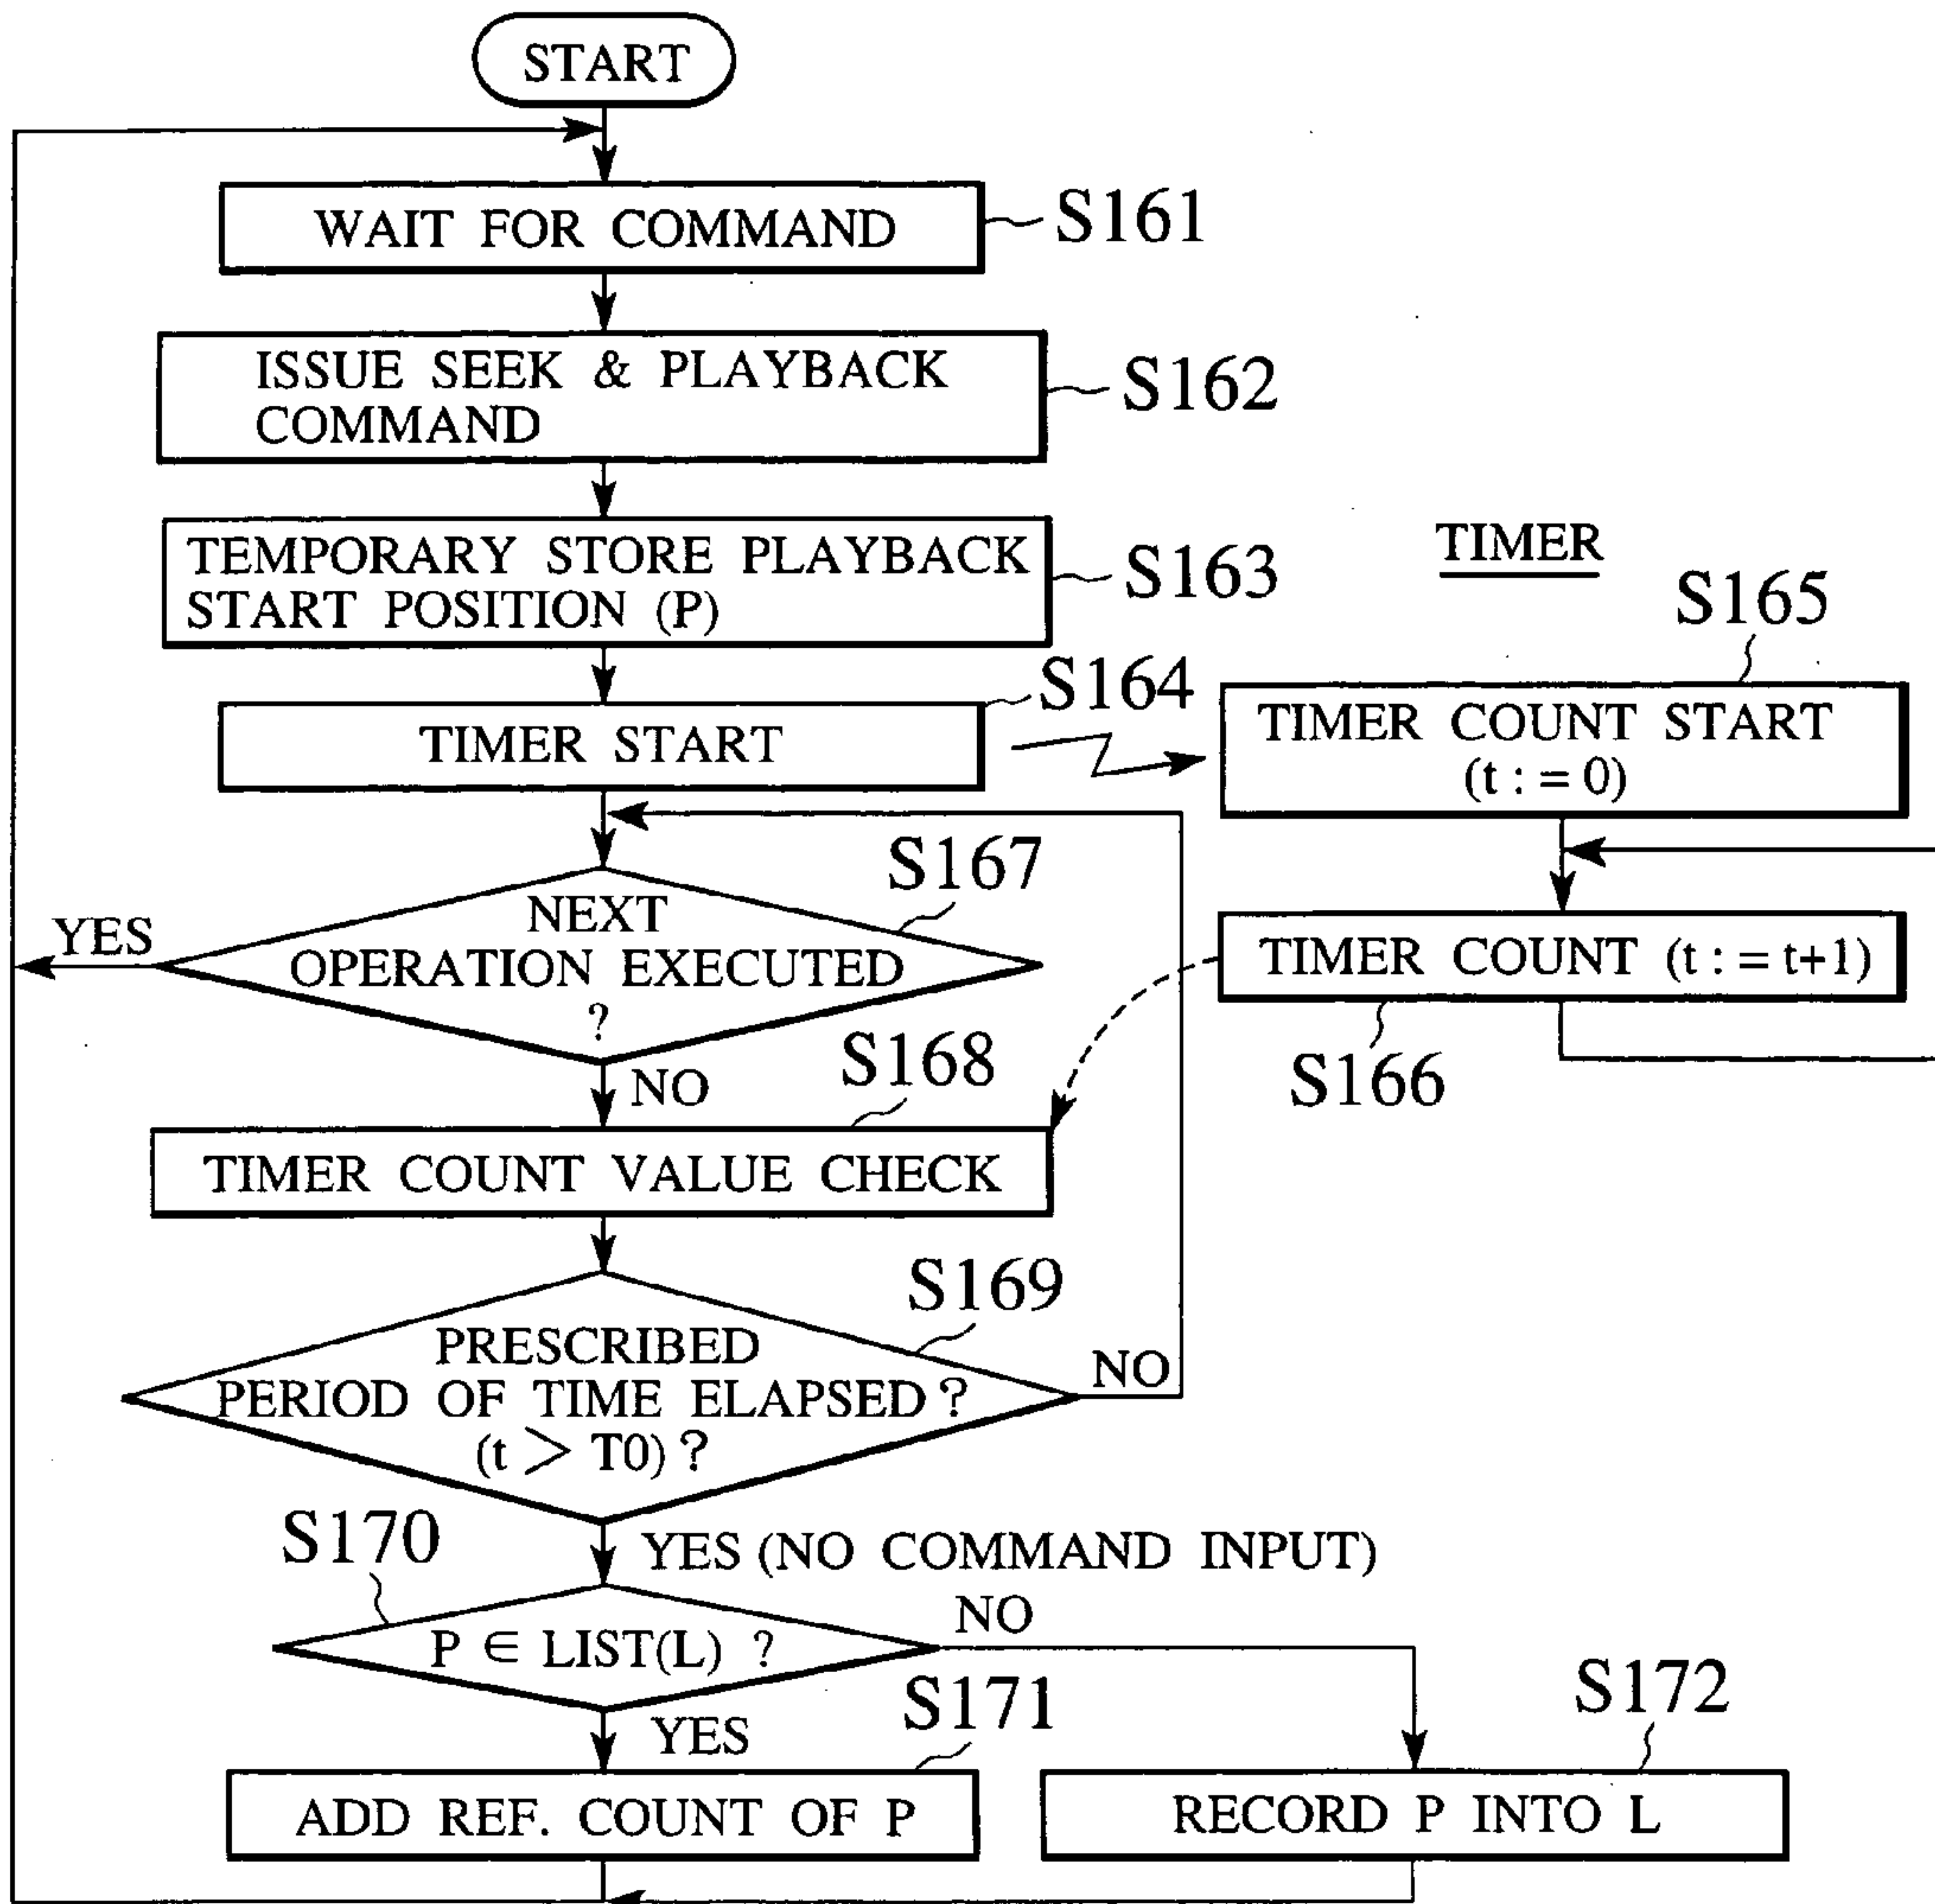 START
WAIT FOR COMMAND
S161
ISSUE SEEK & PLAYBACK
COMMAND
S162
TEMPORARY STORE PLAYBACK
START POSITION (P)
S163
TIMER
S165
S164
TIMER START
TIMER COUNT START
(t : = 0)
S167
NEXT
OPERATION EXECUTED
?
YES
TIMER COUNT (t : = t+1)
S166
NO
S168
TIMER COUNT VALUE CHECK
S169
PRESCRIBED
PERIOD OF TIME ELAPSED ?
(t > T0) ?
NO
YES (NO COMMAND INPUT)
S170
P ∈ LIST(L) ?
NO
YES
S171
S172
ADD REF. COUNT OF P
RECORD P INTO L